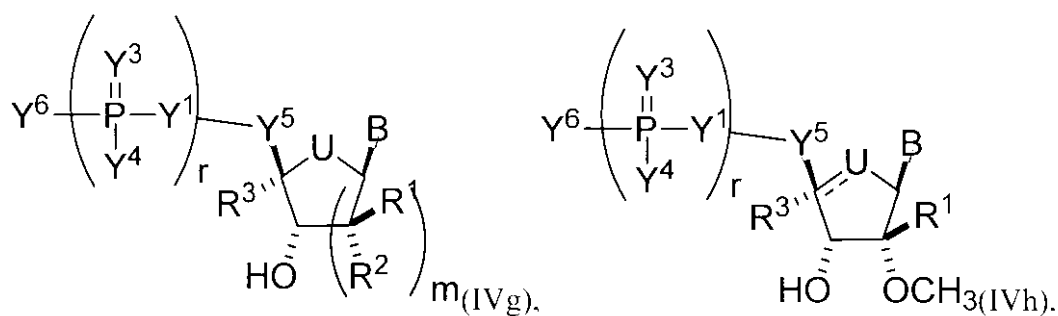 Y³ Y³
Y⁶ P Y¹ Y⁵ B Y⁶ P Y¹ Y⁵ B
Y⁴ r U Y⁴ r U
R³ R¹ R³ R¹
HO R² m (IVg), HO OCH₃ (IVh).